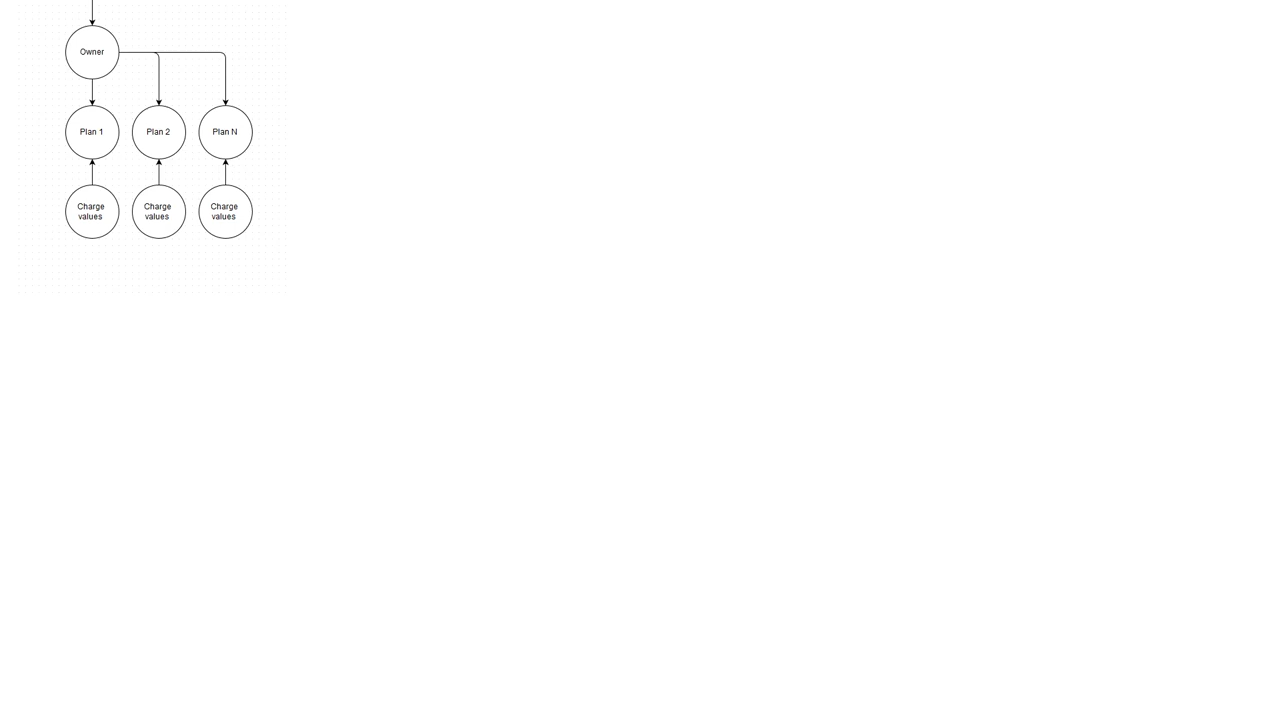 Owner
Plan 1
Plan 2
Plan N
Charge
values
Charge
values
Charge
values